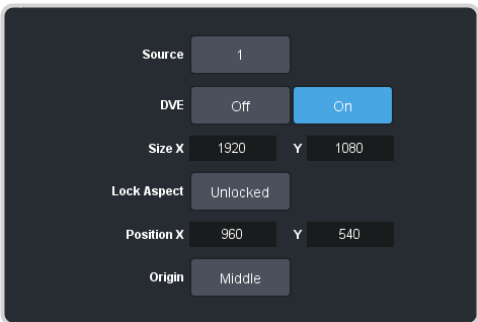 Source 1
DVE Off On
Size X 1920 Y 1080
Lock Aspect Unlocked
Position X 960 Y 540
Origin Middle